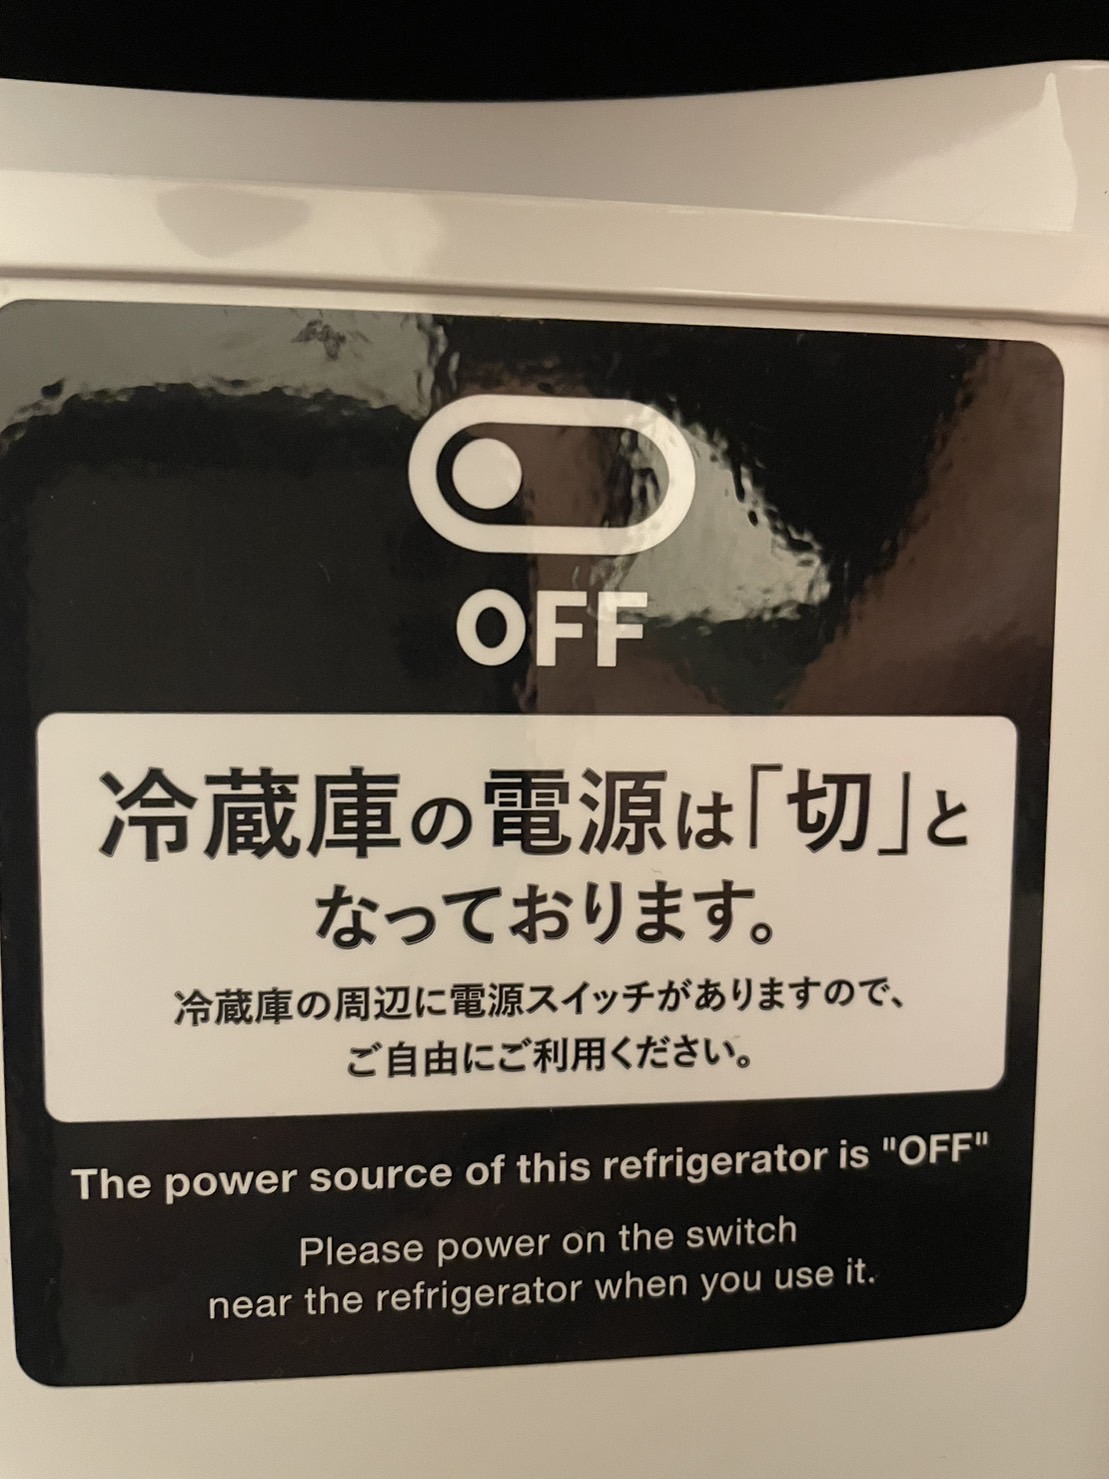 OFF
冷蔵庫の電源は「切」と
なっております。
冷蔵庫の周辺に電源スイッチがありますので、
ご自由にご利用ください。
The power source of this refrigerator is "OFF"
Please power on the switch
near the refrigerator when you use it.